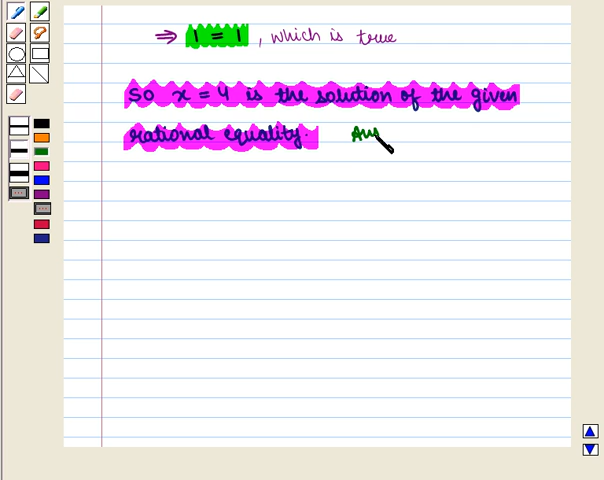 ⇒ 1 = 1 , which is true
So x = 4 is the solution of the given
rational equality. Ans